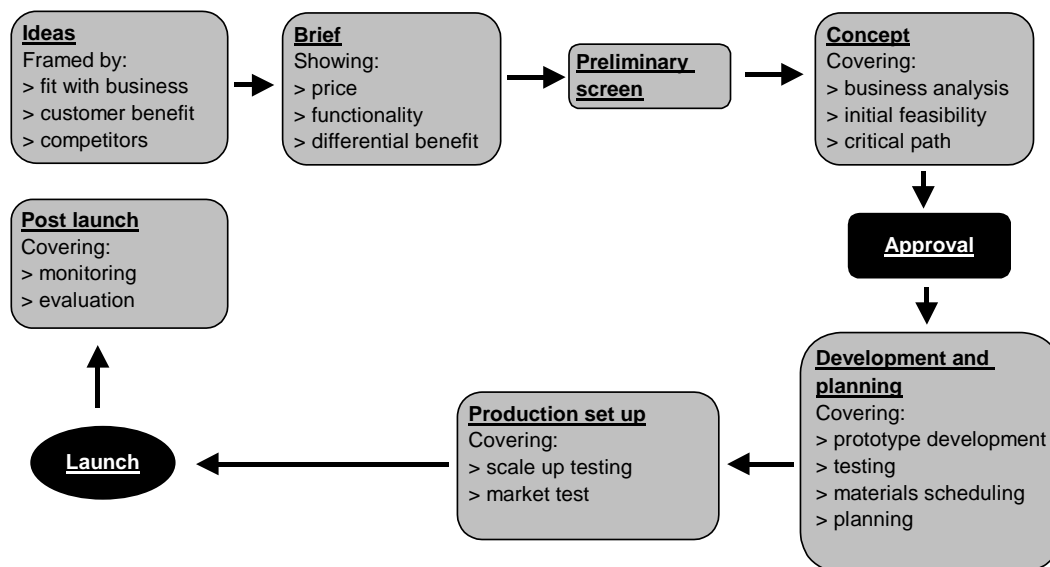 Ideas
Framed by:
> fit with business
> customer benefit
> competitors
Brief
Showing:
> price
> functionality
> differential benefit
Preliminary
screen
Concept
Covering:
> business analysis
> initial feasibility
> critical path
Approval
Development and
planning
Covering:
> prototype development
> testing
> materials scheduling
> planning
Production set up
Covering:
> scale up testing
> market test
Launch
Post launch
Covering:
> monitoring
> evaluation